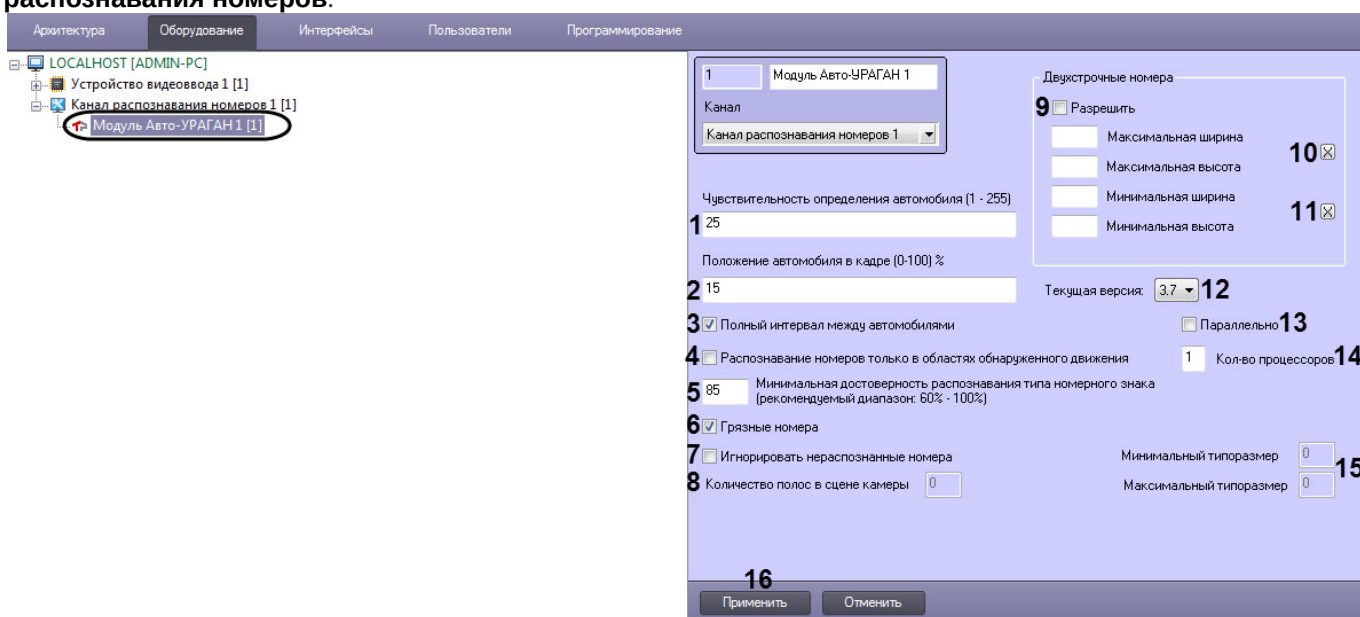 распознавания номеров.
Архитектура Оборудование Интерфейсы Пользователи Программирование
LOCALHOST [ADMIN-PC]
Устройство видеоввода 1 [1]
Канал распознавания номеров 1 [1]
Модуль Авто-УРАГАН 1 [1]
1 Модуль Авто-УРАГАН 1
Канал
Канал распознавания номеров 1
Двухстрочные номера
9 Разрешить
Максимальная ширина
10
Максимальная высота
Минимальная ширина
11
Минимальная высота
Чувствительность определения автомобиля (1 - 255)
1 25
Положение автомобиля в кадре (0-100) %
2 15
Текущая версия: 3.7 12
3 Полный интервал между автомобилями
Параллельно 13
4 Распознавание номеров только в областях обнаруженного движения
1 Кол-во процессоров 14
5 85 Минимальная достоверность распознавания типа номерного знака
(рекомендуемый диапазон: 60% - 100%)
6 Грязные номера
7 Игнорировать нераспознанные номера
Минимальный типоразмер 0
15
8 Количество полос в сцене камеры 0
Максимальный типоразмер 0
16
Применить Отменить